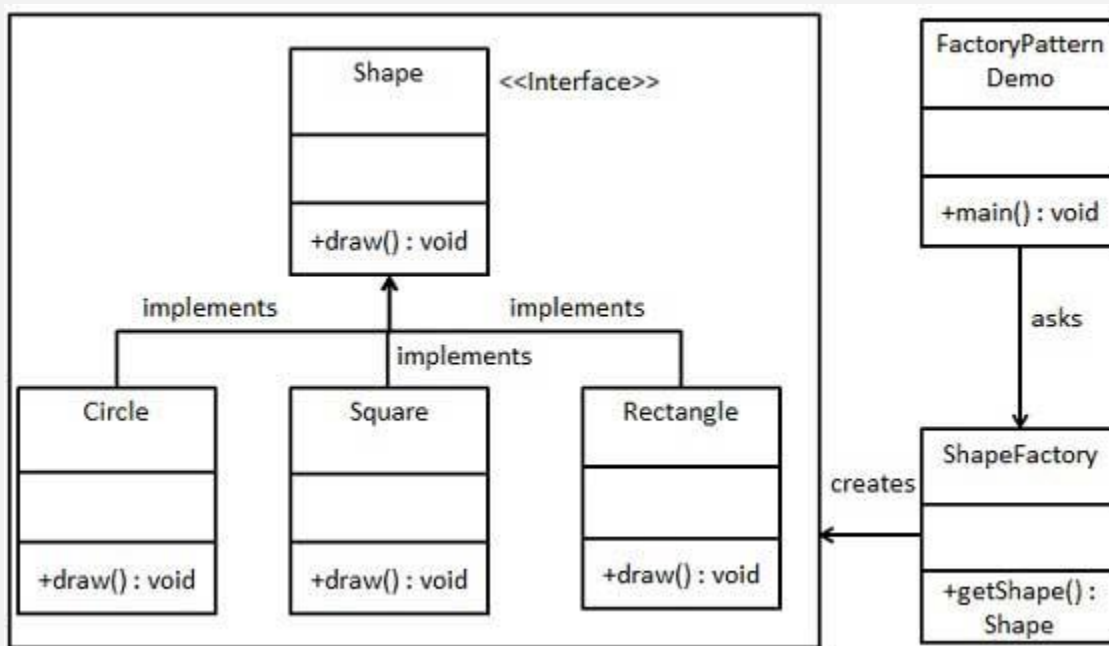 Shape
<<Interface>>
+draw() : void
implements
implements
implements
Circle
+draw() : void
Square
+draw() : void
Rectangle
+draw() : void
FactoryPattern
Demo
+main() : void
asks
creates
ShapeFactory
+getShape() :
Shape